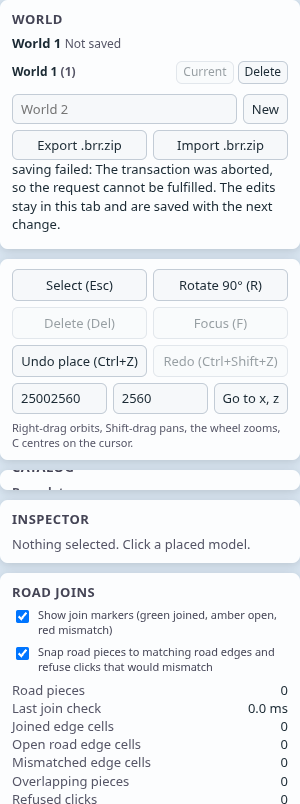 WORLD
World 1 Not saved
World 1 (1) Current Delete
World 2 New
Export .brr.zip Import .brr.zip
saving failed: The transaction was aborted,
so the request cannot be fulfilled. The edits
stay in this tab and are saved with the next
change.
Select (Esc) Rotate 90° (R)
Delete (Del) Focus (F)
Undo place (Ctrl+Z) Redo (Ctrl+Shift+Z)
25002560 2560 Go to x, z
Right-drag orbits, Shift-drag pans, the wheel zooms,
C centres on the cursor.
CATALOG
INSPECTOR
Nothing selected. Click a placed model.
ROAD JOINS
Show join markers (green joined, amber open,
red mismatch)
Snap road pieces to matching road edges and
refuse clicks that would mismatch
Road pieces 0
Last join check 0.0 ms
Joined edge cells 0
Open road edge cells 0
Mismatched edge cells 0
Overlapping pieces 0
Refused clicks 0